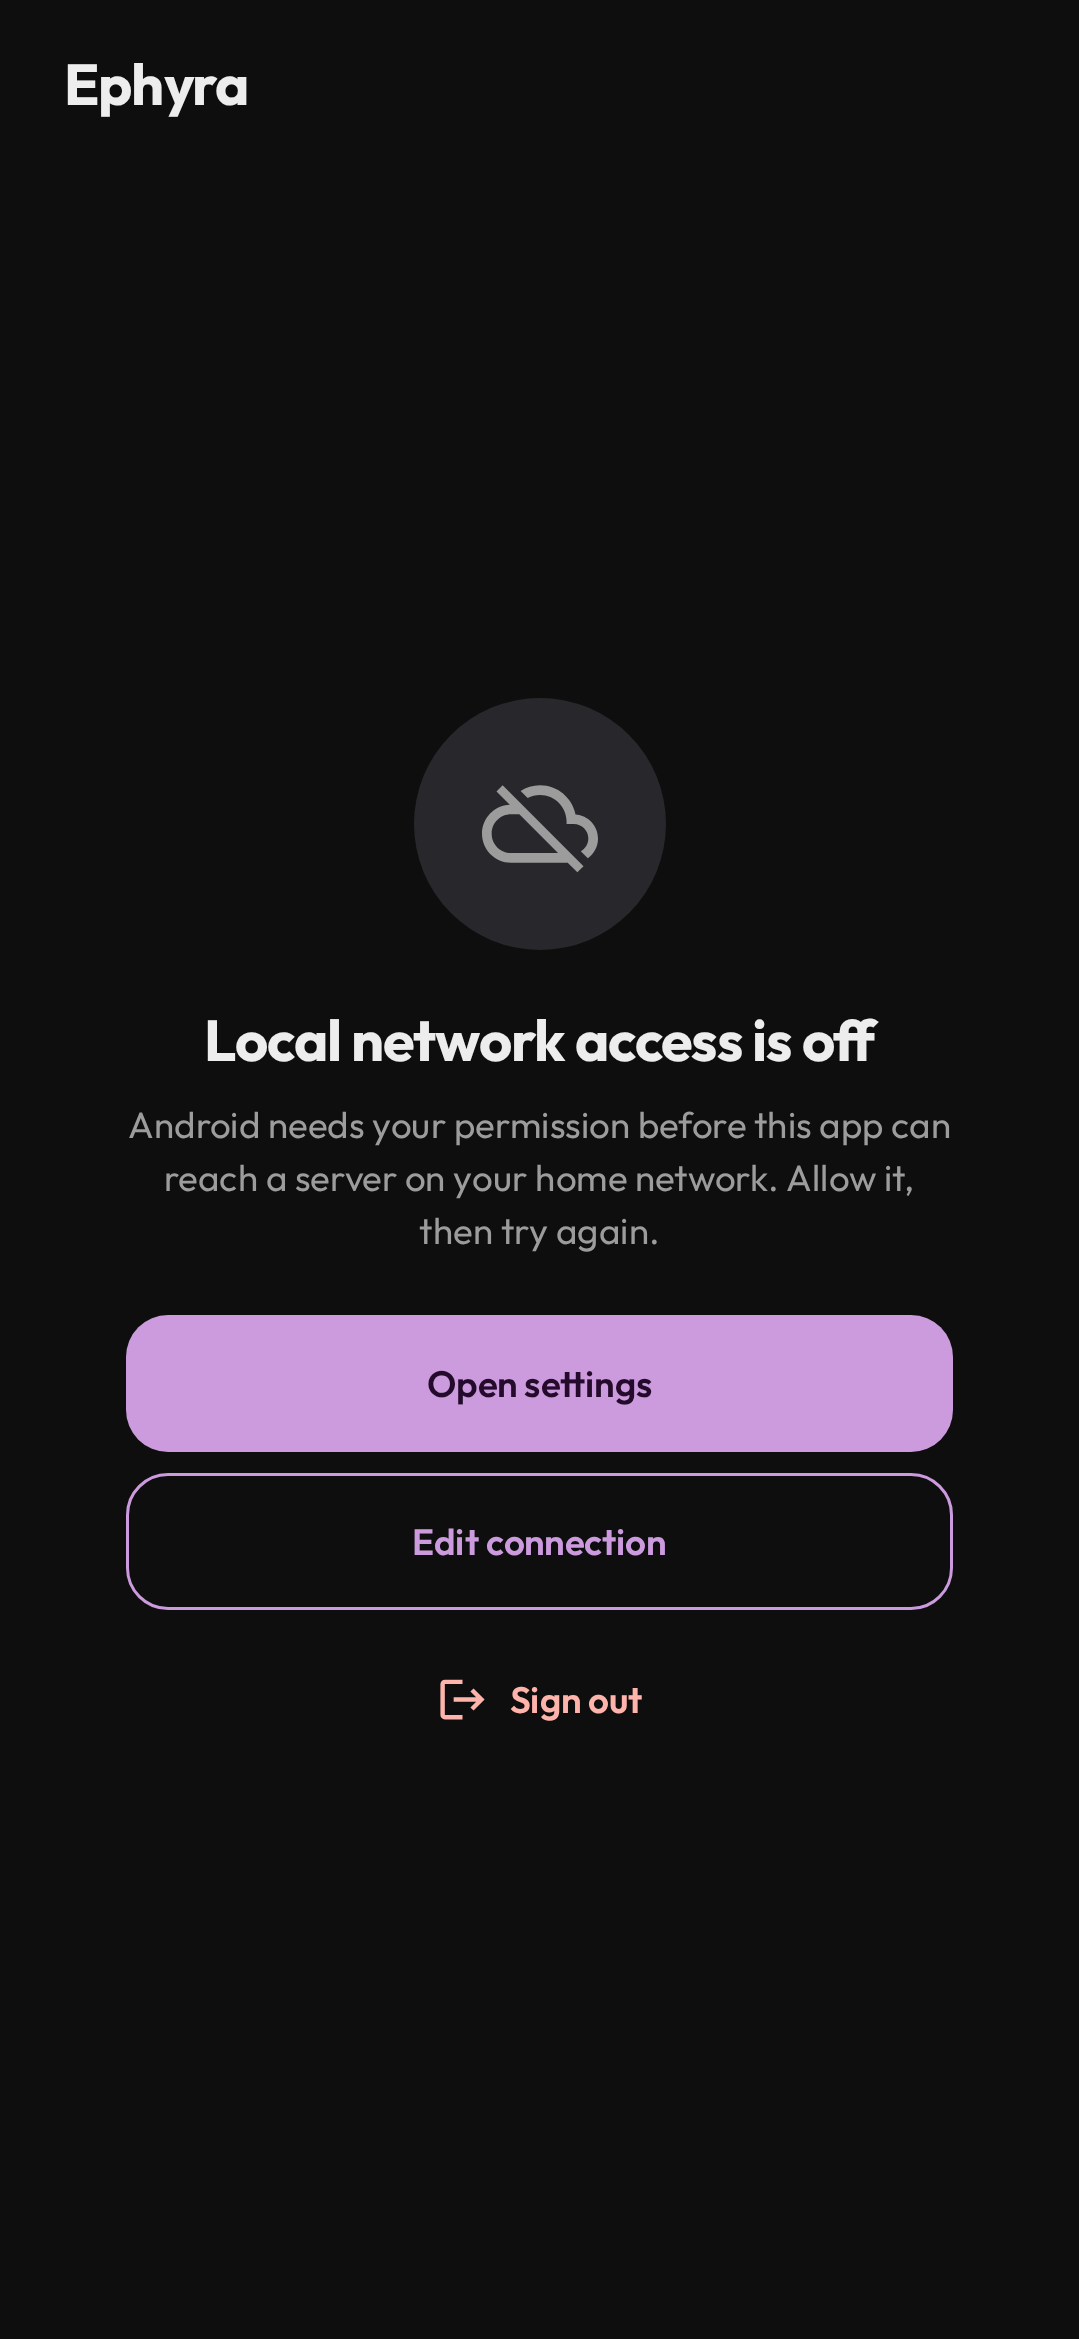 Ephyra
Local network access is off
Android needs your permission before this app can
reach a server on your home network. Allow it,
then try again.
Open settings
Edit connection
Sign out